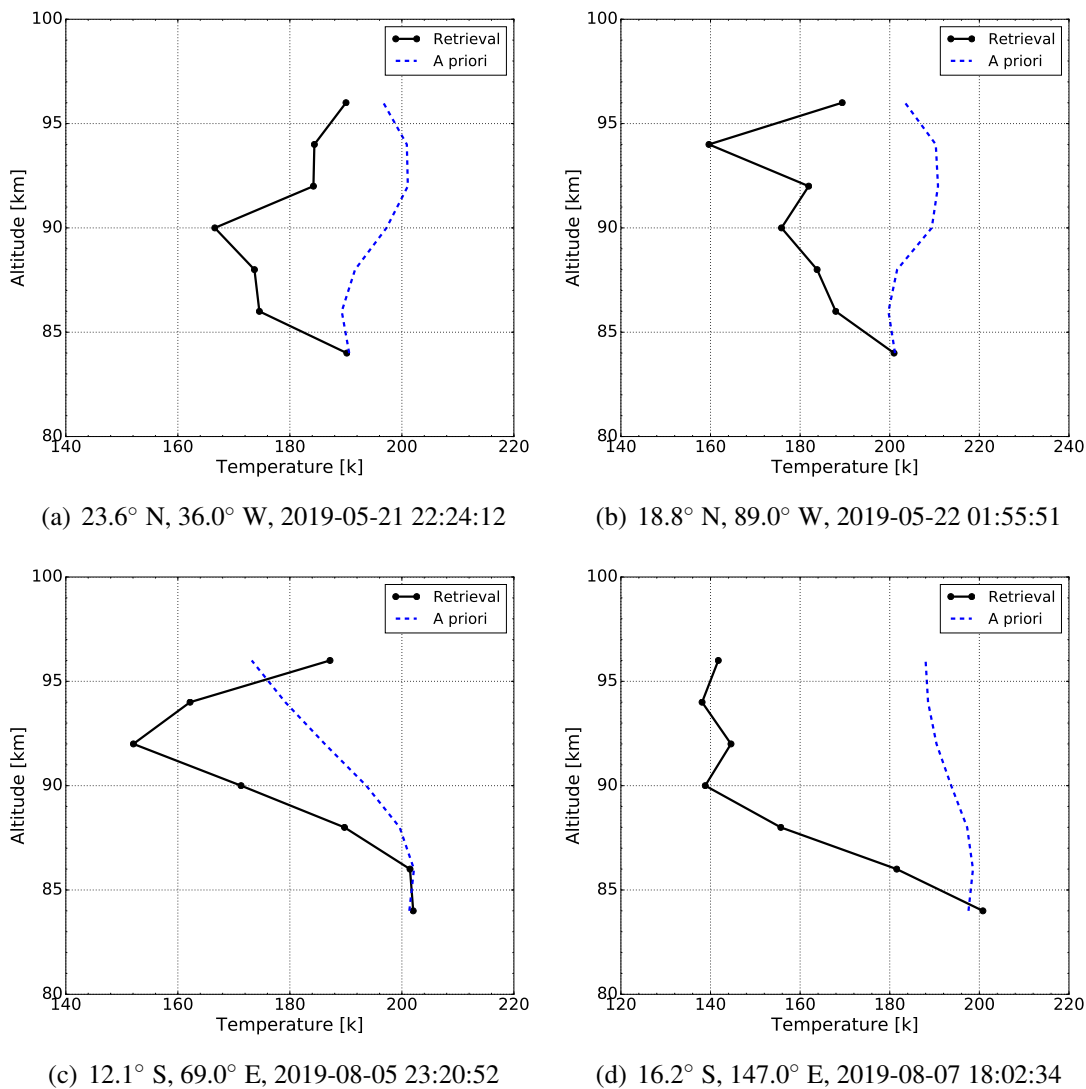 100
95
90
85
80
140 160 180 200 220
Temperature [k]
Altitude [km]
Retrieval
A priori
(a) 23.6° N, 36.0° W, 2019-05-21 22:24:12
100
95
90
85
80
120 140 160 180 200 220 240
Temperature [k]
Altitude [km]
Retrieval
A priori
(b) 18.8° N, 89.0° W, 2019-05-22 01:55:51
100
95
90
85
80
140 160 180 200 220
Temperature [k]
Altitude [km]
Retrieval
A priori
(c) 12.1° S, 69.0° E, 2019-08-05 23:20:52
100
95
90
85
80
120 140 160 180 200 220
Temperature [k]
Altitude [km]
Retrieval
A priori
(d) 16.2° S, 147.0° E, 2019-08-07 18:02:34